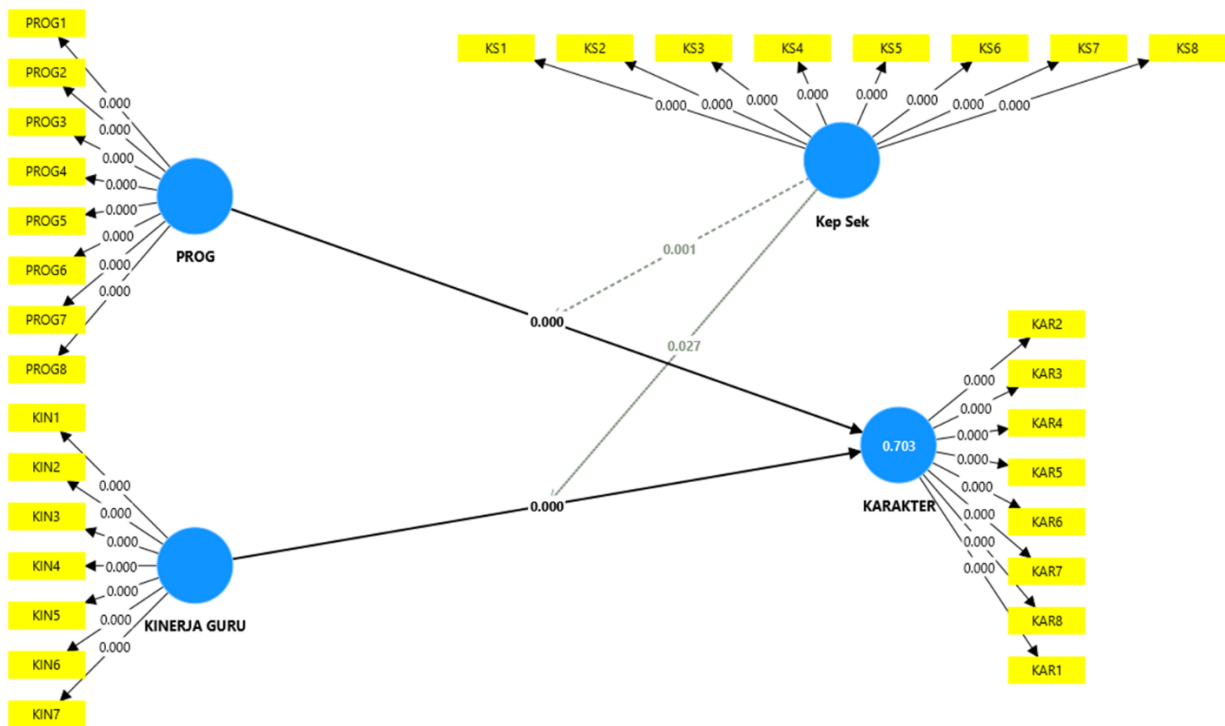 PROG1
PROG2
PROG3
PROG4
PROG5
PROG6
PROG7
PROG8
0.000
0.000
0.000
0.000
0.000
0.000
0.000
0.000
PROG
KS1 KS2 KS3 KS4 KS5 KS6 KS7 KS8
0.000 0.000 0.000 0.000 0.000 0.000 0.000 0.000
Kep Sek
0.001
0.000
0.027
0.000
KIN1
KIN2
KIN3
KIN4
KIN5
KIN6
KIN7
0.000
0.000
0.000
0.000
0.000
0.000
0.000
KINERJA GURU
0.703
KARAKTER
0.000
0.000
0.000
0.000
0.000
0.000
0.000
0.000
KAR2
KAR3
KAR4
KAR5
KAR6
KAR7
KAR8
KAR1